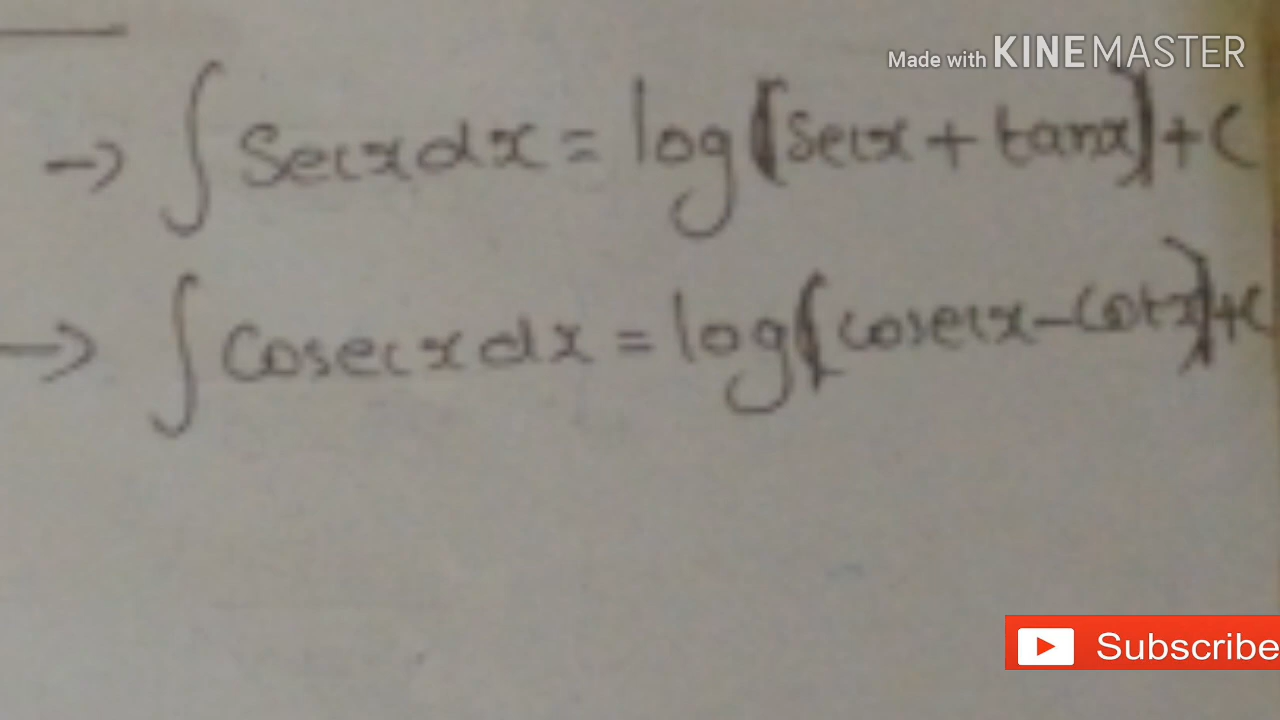 Made with KINEMASTER
→ ∫ Secx dx = log(secx + tanx) + C
→ ∫ Cosecx dx = log(cosecx - cotx) + C
Subscribe